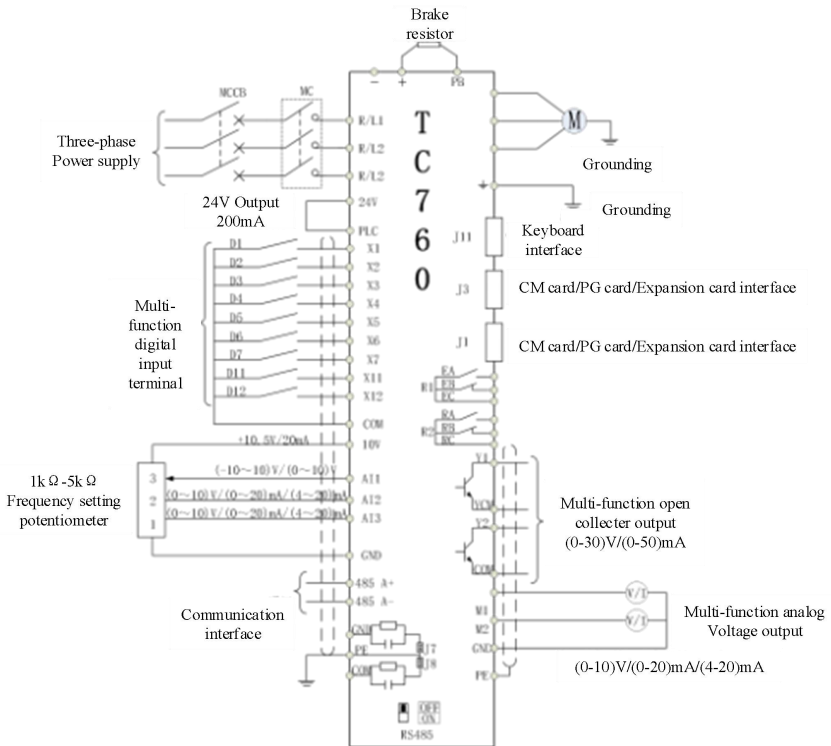 Brake
resistor
- + PB
MCCB MC
Three-phase
Power supply
R/L1
R/L2
R/L2
TC760
M
Grounding
Grounding
24V Output
200mA
24V
PLC
Keyboard
interface
J11
J3
CM card/PG card/Expansion card interface
J1
CM card/PG card/Expansion card interface
Multi-
function
digital
input
terminal
D1 X1
D2 X2
D3 X3
D4 X4
D5 X5
D6 X6
D7 X7
D11 X11
D12 X12
COM
R1
EA
EB
EC
R2
RA
RB
RC
+10.5V/20mA 10V
1kΩ-5kΩ
Frequency setting
potentiometer
3
2
1
(-10~10)V/(0~10)V AI1
(0~10)V/(0~20)mA/(4~20)mA AI2
(0~10)V/(0~20)mA/(4~20)mA AI3
GND
Y1
YCM
Y2
COM
Multi-function open
collecter output
(0-30)V/(0-50)mA
485 A+
485 A-
Communication
interface
GND
PE
COM
J7
J8
V/I
M1
V/I
M2
GND
PE
Multi-function analog
Voltage output
(0-10)V/(0-20)mA/(4-20)mA
OFF
ON
RS485